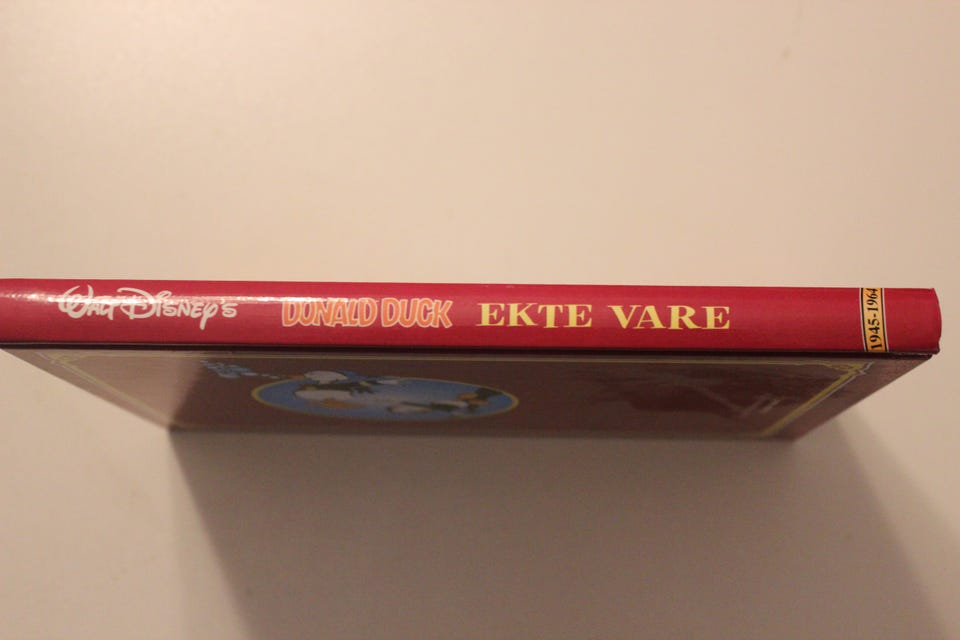 WALT DISNEY'S DONALD DUCK EKTE VARE
1945-1964